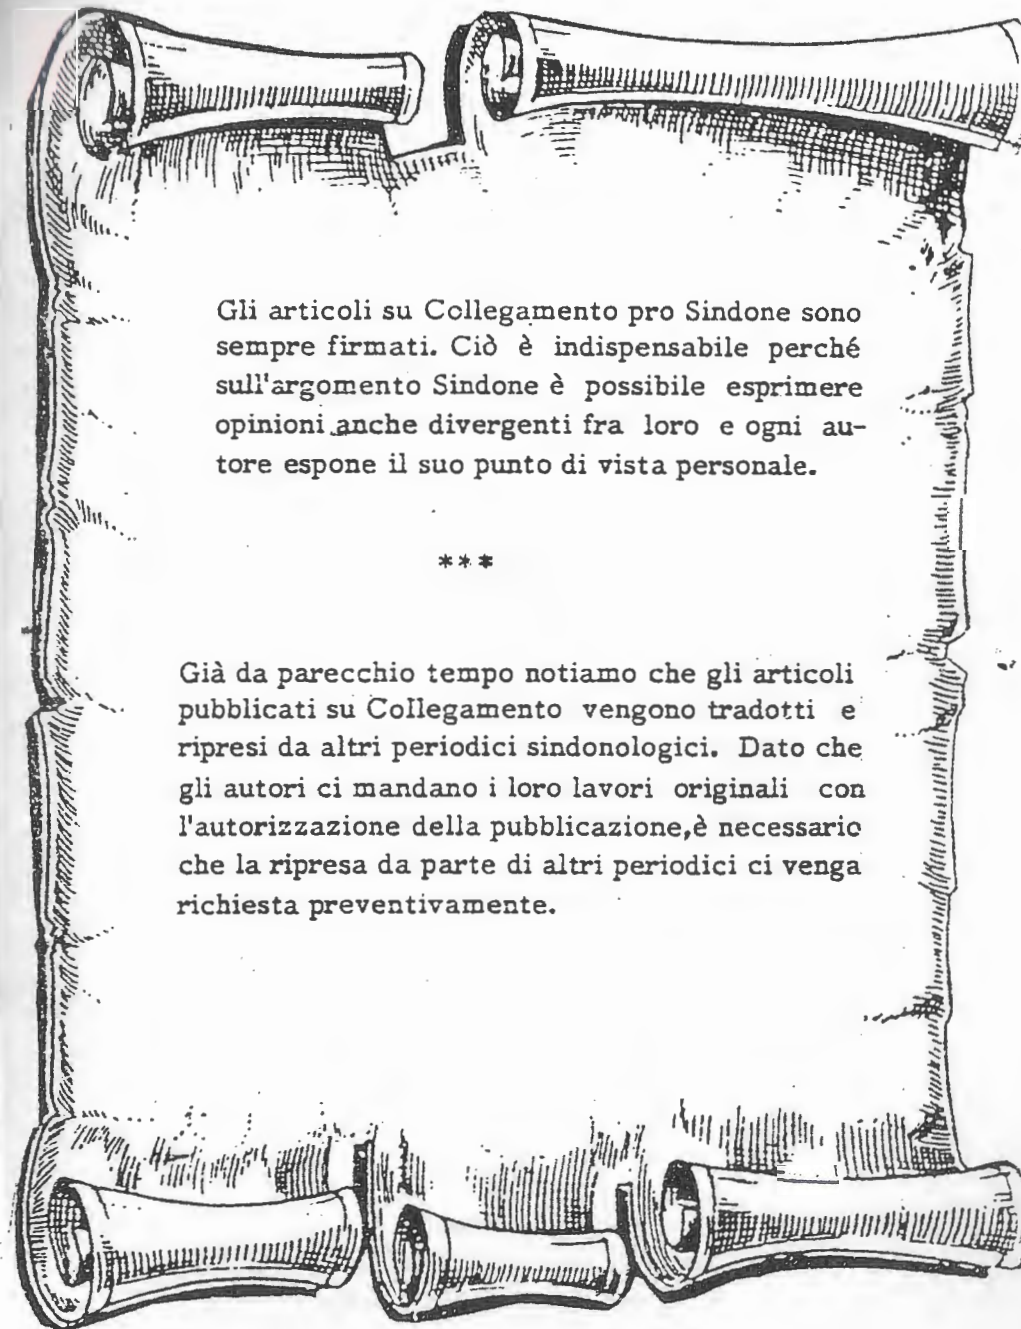 Gli articoli su Collegamento pro Sindone sono
sempre firmati. Ciò è indispensabile perché
sull'argomento Sindone è possibile esprimere
opinioni anche divergenti fra loro e ogni au-
tore espone il suo punto di vista personale.
***
Già da parecchio tempo notiamo che gli articoli
pubblicati su Collegamento vengono tradotti e
ripresi da altri periodici sindonologici. Dato che
gli autori ci mandano i loro lavori originali con
l'autorizzazione della pubblicazione, è necessario
che la ripresa da parte di altri periodici ci venga
richiesta preventivamente.